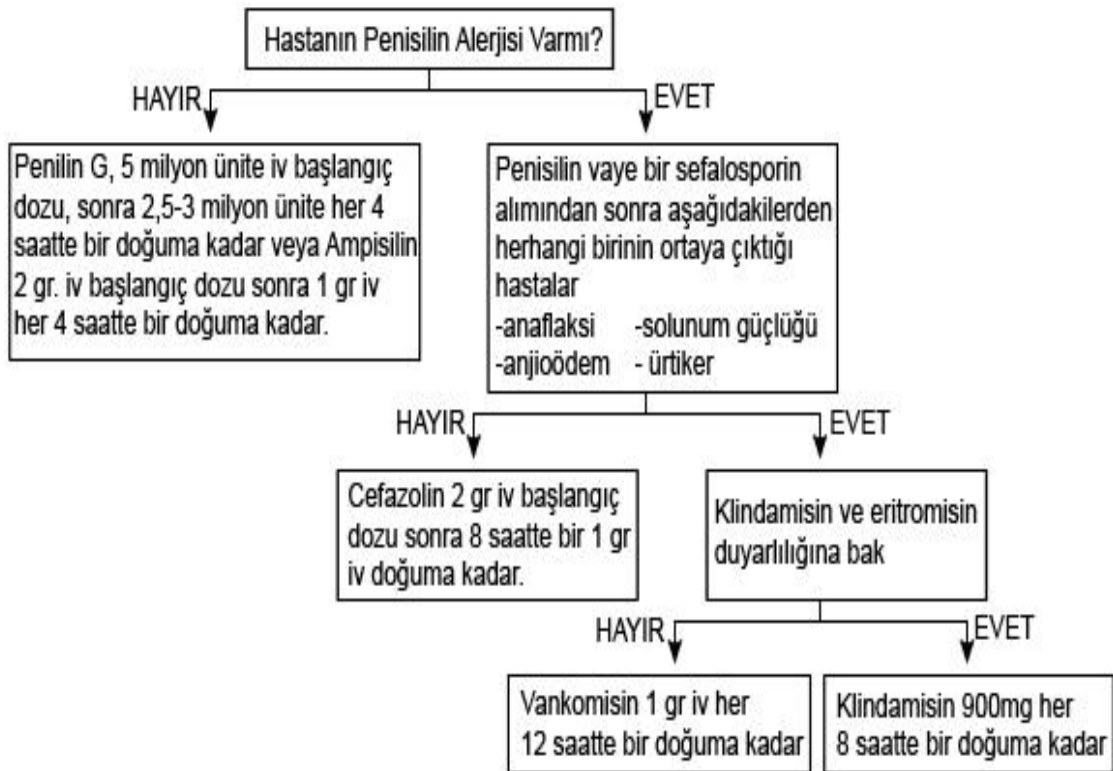 Hastanın Penisilin Alerjisi Varmı?
HAYIR
EVET
Penilin G, 5 milyon ünite iv başlangıç
dozu, sonra 2,5-3 milyon ünite her 4
saatte bir doğuma kadar veya Ampisilin
2 gr. iv başlangıç dozu sonra 1 gr iv
her 4 saatte bir doğuma kadar.
Penisilin vaye bir sefalosporin
alımından sonra aşağıdakilerden
herhangi birinin ortaya çıktığı
hastalar
-anaflaksi -solunum güçlüğü
-anjioödem - ürtiker
HAYIR
EVET
Cefazolin 2 gr iv başlangıç
dozu sonra 8 saatte bir 1 gr
iv doğuma kadar.
Klindamisin ve eritromisin
duyarlılığına bak
HAYIR
EVET
Vankomisin 1 gr iv her
12 saatte bir doğuma kadar
Klindamisin 900mg her
8 saatte bir doğuma kadar